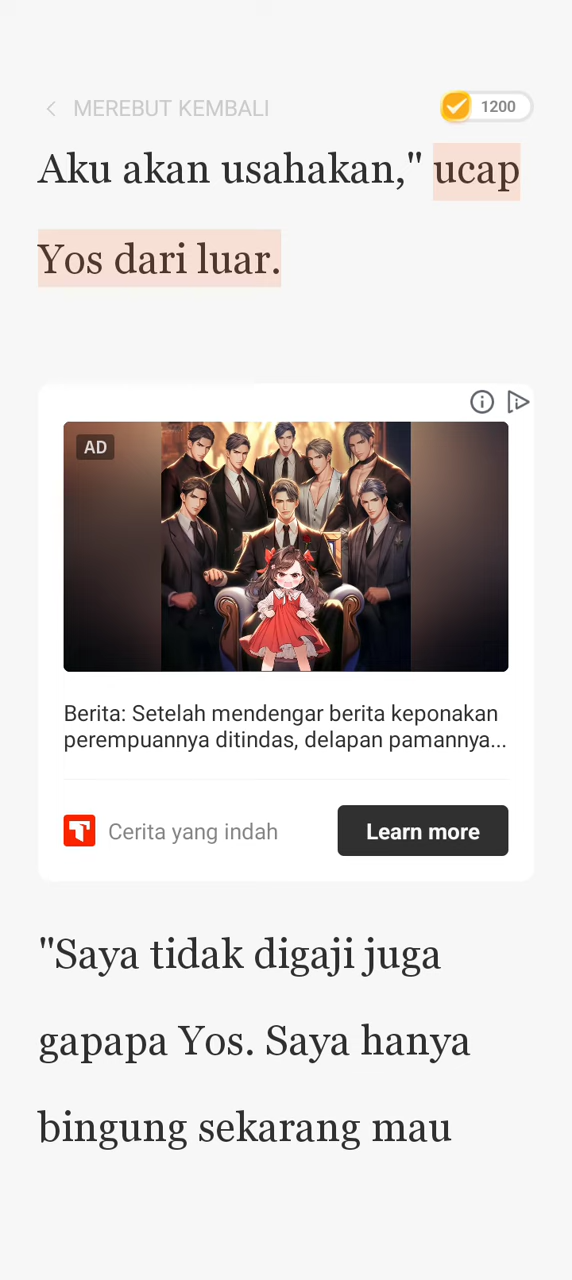 MEREBUT KEMBALI
1200
Aku akan usahakan," ucap
Yos dari luar.
AD
Berita: Setelah mendengar berita keponakan
perempuannya ditindas, delapan pamannya...
Cerita yang indah
Learn more
"Saya tidak digaji juga
gapapa Yos. Saya hanya
bingung sekarang mau